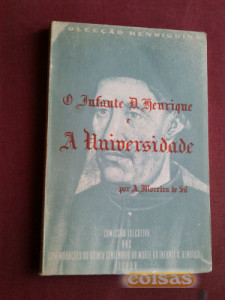 COLECÇÃO HENRIQUINA
O Infante D. Henrique
e
A Universidade
por A. Moreira de Sá
COMISSÃO EXECUTIVA
DAS
COMEMORAÇÕES DO QUINTO CENTENÁRIO DA MORTE DO INFANTE D. HENRIQUE
LISBOA
coisas